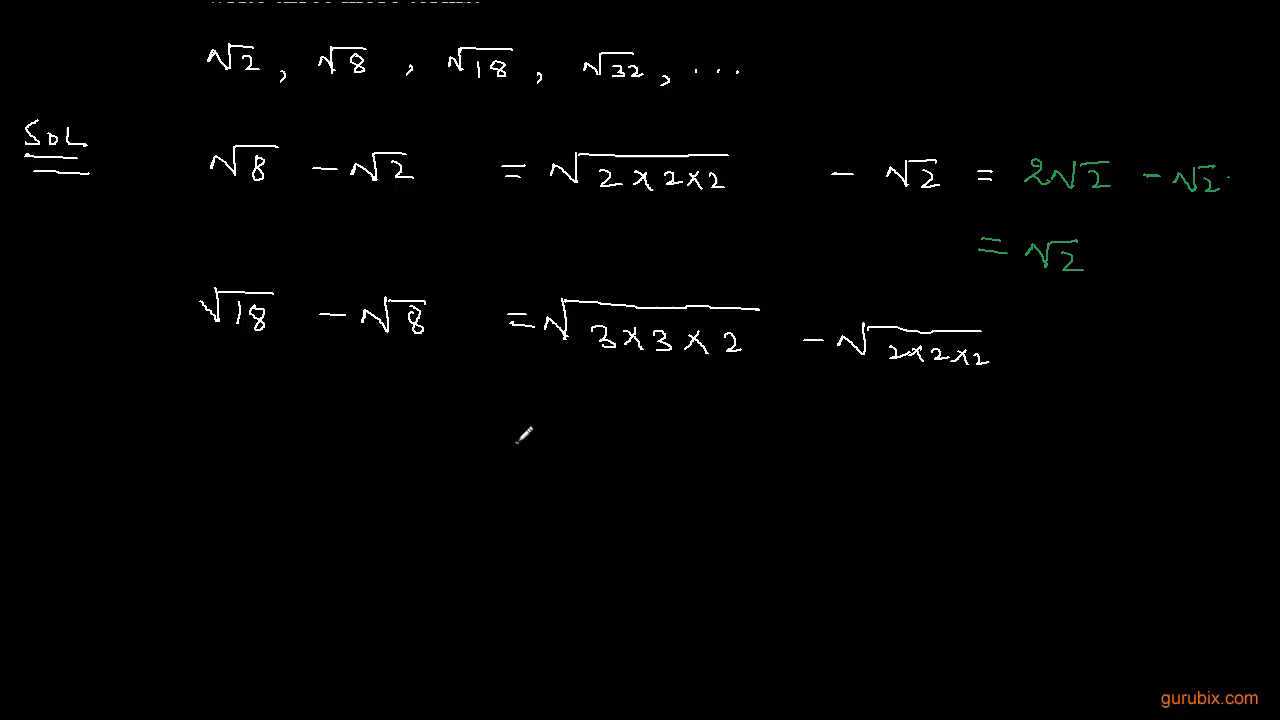 √2, √8, √18, √32, ...
SOL
√8 - √2 = √2×2×2 - √2 = 2√2 - √2.
= √2
√18 - √8 = √3×3×2 - √2×2×2
gurubix.com